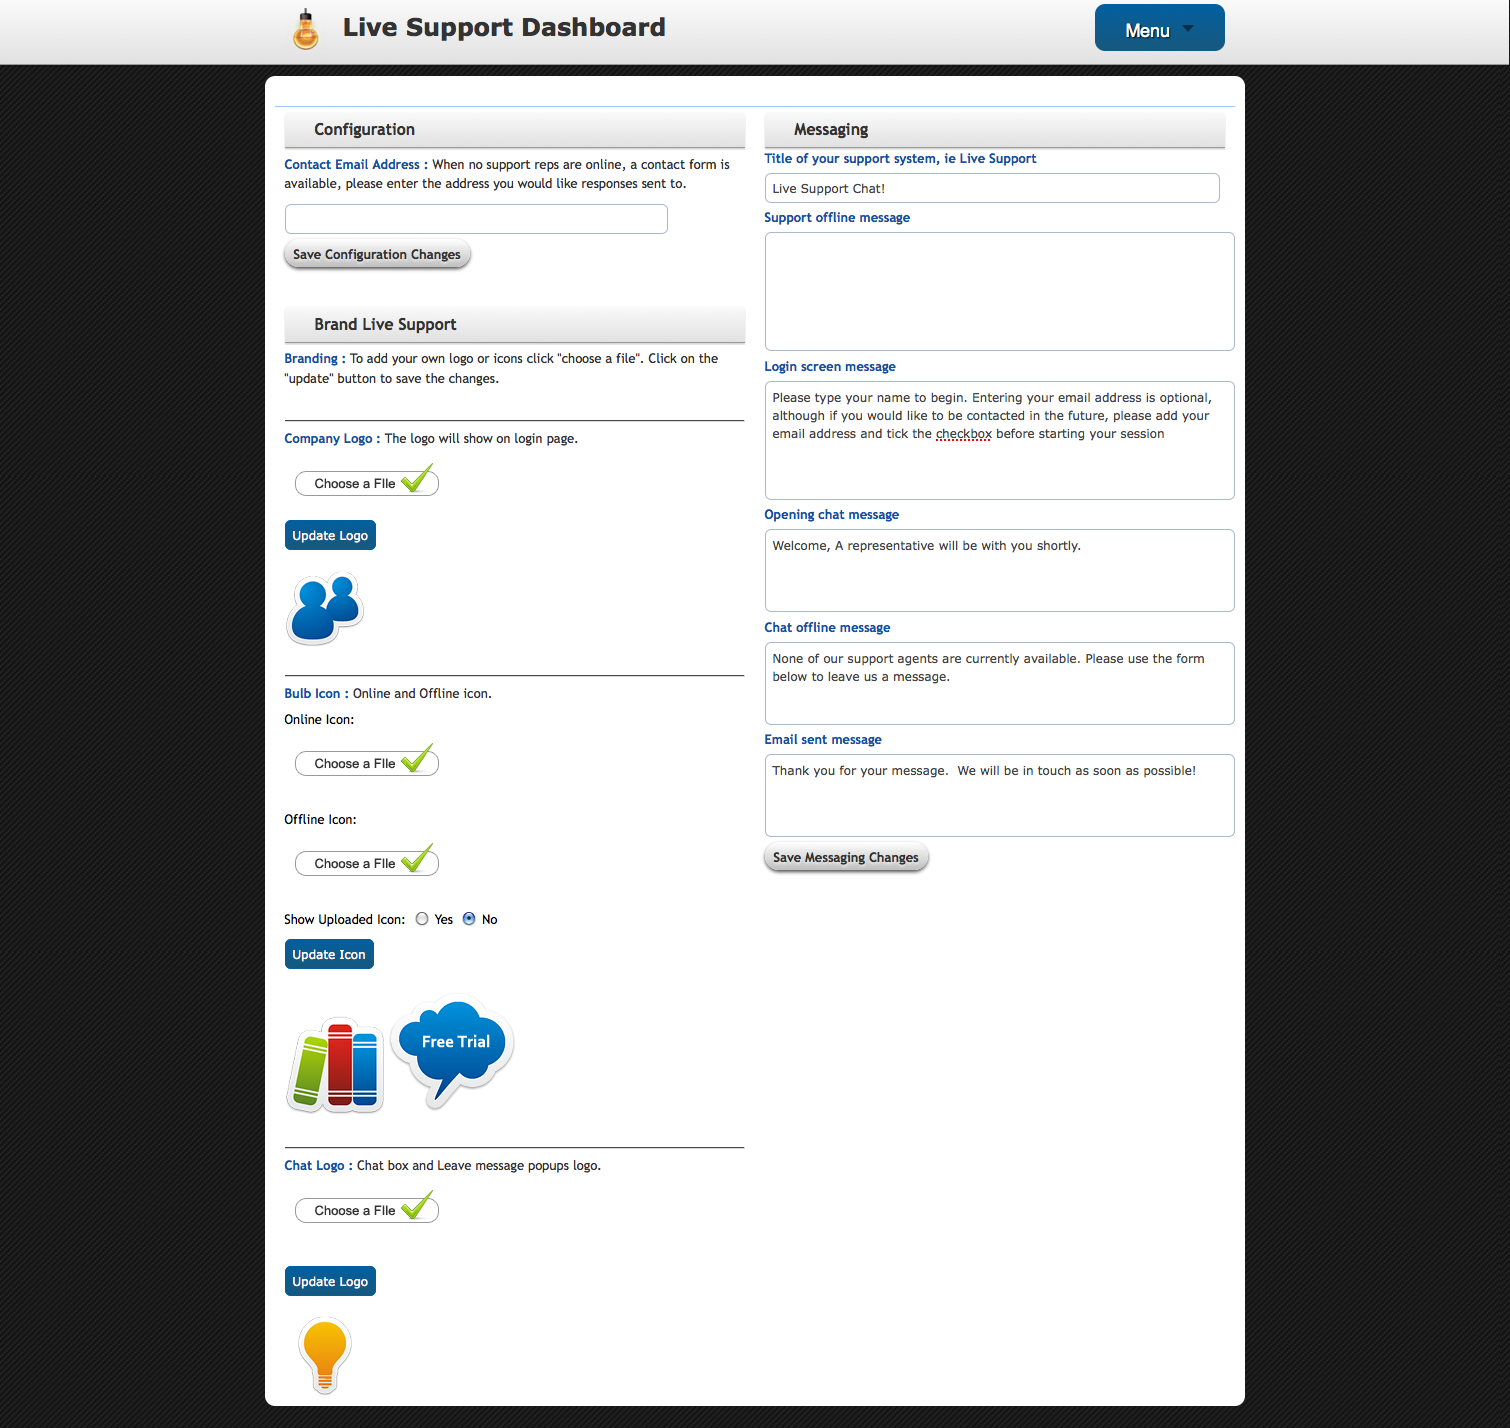 Live Support Dashboard
Menu
Configuration
Contact Email Address : When no support reps are online, a contact form is
available, please enter the address you would like responses sent to.
Save Configuration Changes
Brand Live Support
Branding : To add your own logo or icons click "choose a file". Click on the
"update" button to save the changes.
Company Logo : The logo will show on login page.
Choose a FIle
Update Logo
Bulb Icon : Online and Offline icon.
Online Icon:
Choose a FIle
Offline Icon:
Choose a FIle
Show Uploaded Icon: Yes No
Update Icon
Free Trial
Chat Logo : Chat box and Leave message popups logo.
Choose a FIle
Update Logo
Messaging
Title of your support system, ie Live Support
Live Support Chat!
Support offline message
Login screen message
Please type your name to begin. Entering your email address is optional,
although if you would like to be contacted in the future, please add your
email address and tick the checkbox before starting your session
Opening chat message
Welcome, A representative will be with you shortly.
Chat offline message
None of our support agents are currently available. Please use the form
below to leave us a message.
Email sent message
Thank you for your message.  We will be in touch as soon as possible!
Save Messaging Changes